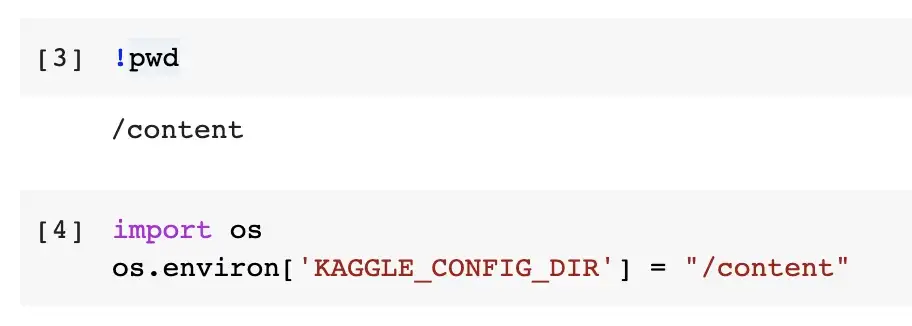 [3] !pwd
/content
[4] import os
os.environ['KAGGLE_CONFIG_DIR'] = "/content"